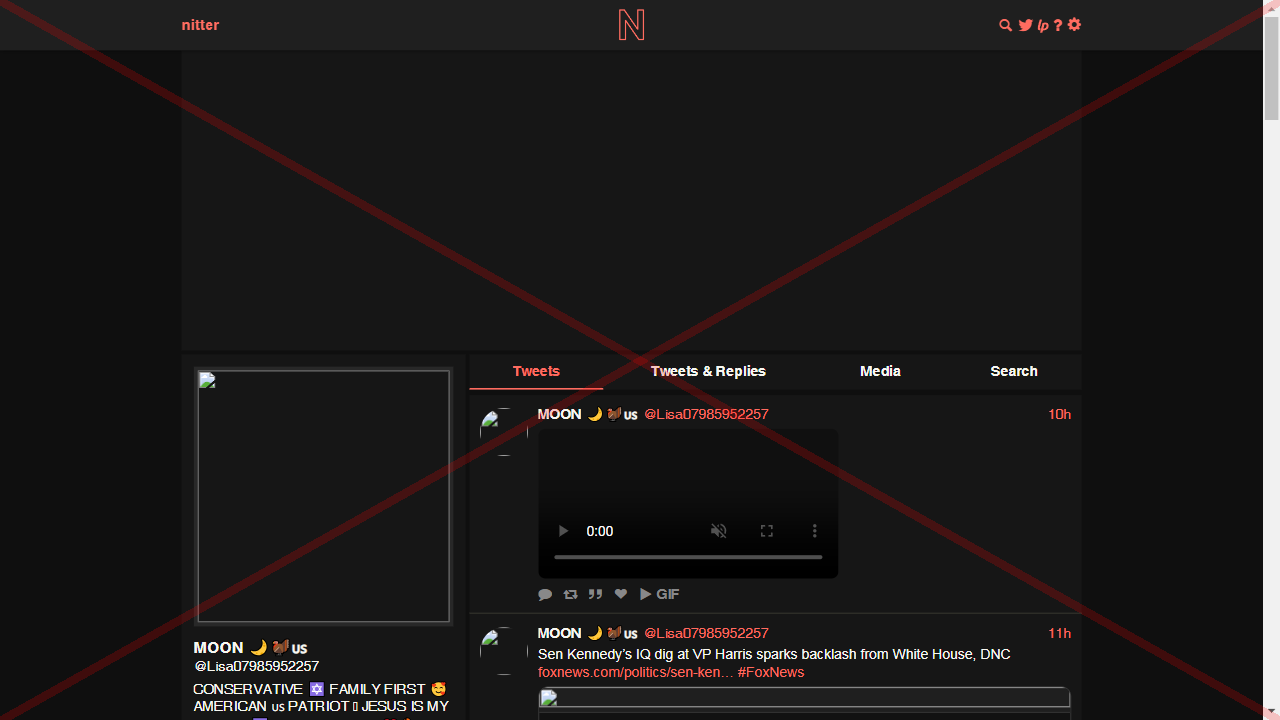 nitter
N
lp ?
Tweets
Tweets & Replies
Media
Search
MOON 🌙🦃us @Lisa07985952257
10h
0:00
GIF
MOON 🌙🦃us @Lisa07985952257
11h
Sen Kennedy’s IQ dig at VP Harris sparks backlash from White House, DNC
foxnews.com/politics/sen-ken… #FoxNews
MOON 🌙🦃us
@Lisa07985952257
CONSERVATIVE ✡️ FAMILY FIRST 🥰
AMERICAN us PATRIOT JESUS IS MY